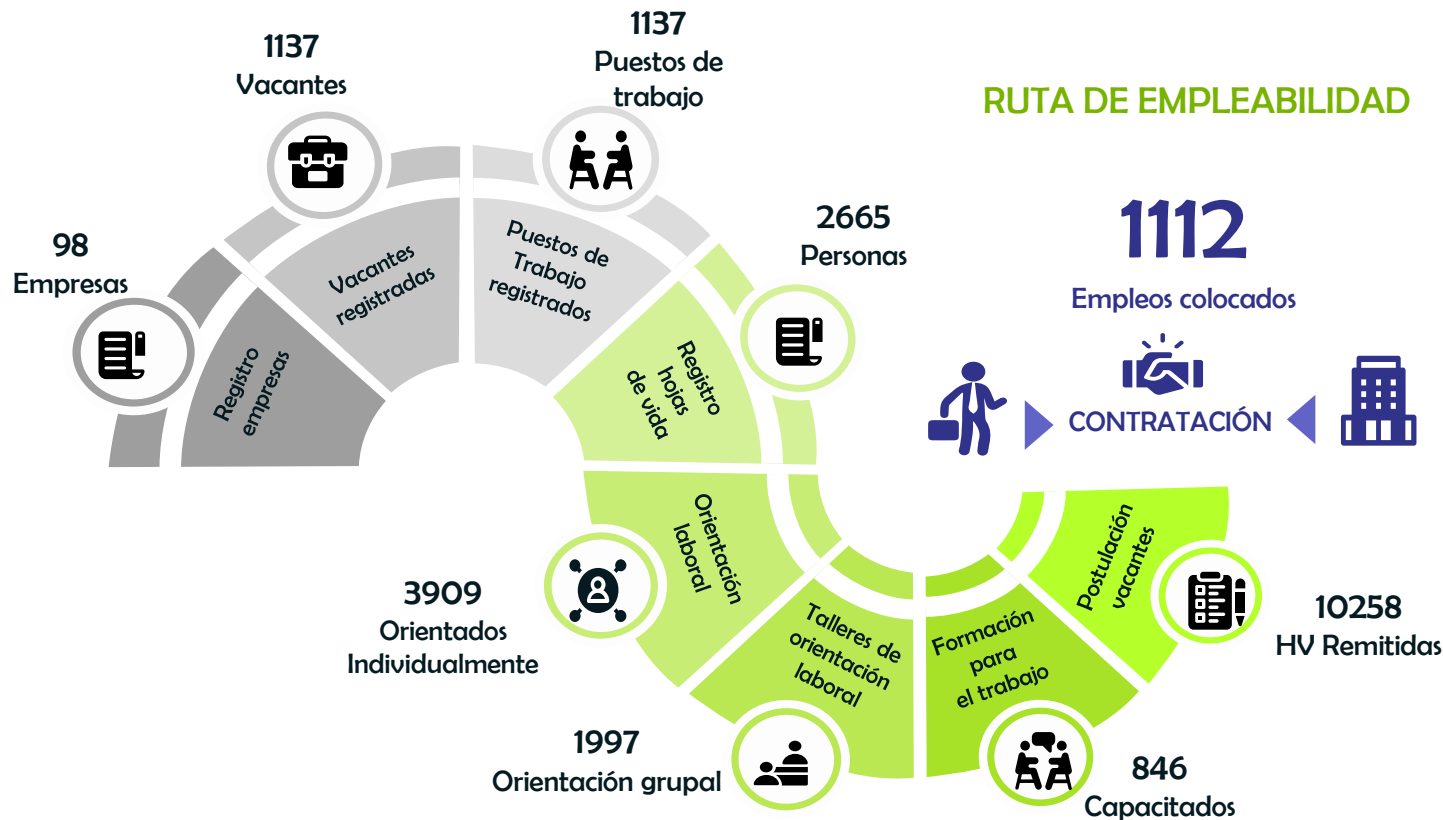 RUTA DE EMPLEABILIDAD
98
Empresas
Registro
empresas
1137
Vacantes
Vacantes
registradas
1137
Puestos de
trabajo
Puestos de
Trabajo
registrados
2665
Personas
Registro
hojas
de vida
3909
Orientados
Individualmente
Orientación
laboral
1997
Orientación grupal
Talleres de
orientación
laboral
846
Capacitados
Formación
para
el trabajo
10258
HV Remitidas
Postulación
vacantes
1112
Empleos colocados
CONTRATACIÓN